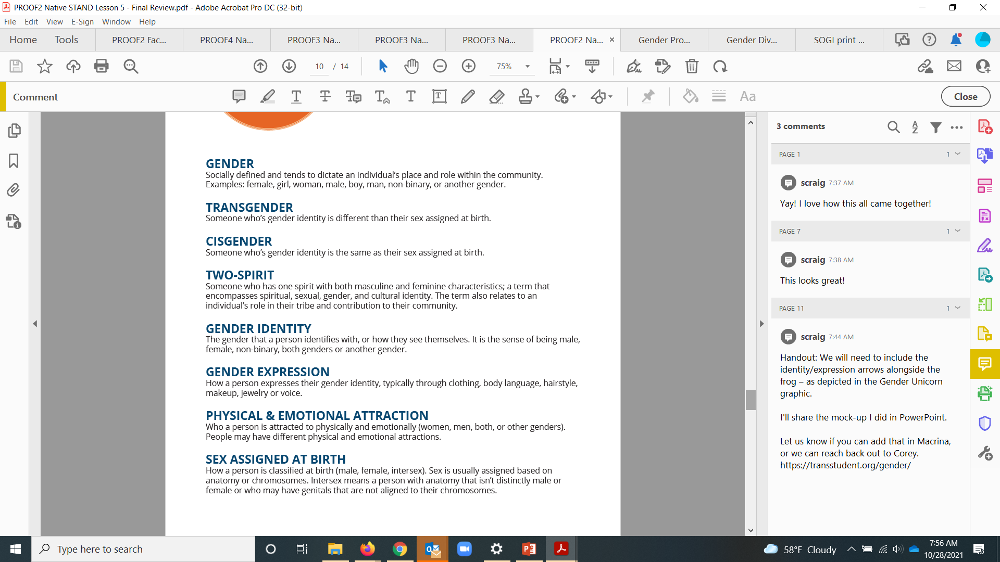 PROOF2 Native STAND Lesson 5 - Final Review.pdf - Adobe Acrobat Pro DC (32-bit)
File Edit View E-Sign Window Help
Home Tools PROOF2 Fac... PROOF4 Na... PROOF3 Na... PROOF3 Na... PROOF3 Na... PROOF2 Na... × Gender Pro... Gender Div... SOGI print ...
10 / 14 75%
Comment Close
GENDER
Socially defined and tends to dictate an individual’s place and role within the community.
Examples: female, girl, woman, male, boy, man, non-binary, or another gender.
TRANSGENDER
Someone who’s gender identity is different than their sex assigned at birth.
CISGENDER
Someone who’s gender identity is the same as their sex assigned at birth.
TWO-SPIRIT
Someone who has one spirit with both masculine and feminine characteristics; a term that
encompasses spiritual, sexual, gender, and cultural identity. The term also relates to an
individual’s role in their tribe and contribution to their community.
GENDER IDENTITY
The gender that a person identifies with, or how they see themselves. It is the sense of being male,
female, non-binary, both genders or another gender.
GENDER EXPRESSION
How a person expresses their gender identity, typically through clothing, body language, hairstyle,
makeup, jewelry or voice.
PHYSICAL & EMOTIONAL ATTRACTION
Who a person is attracted to physically and emotionally (women, men, both, or other genders).
People may have different physical and emotional attractions.
SEX ASSIGNED AT BIRTH
How a person is classified at birth (male, female, intersex). Sex is usually assigned based on
anatomy or chromosomes. Intersex means a person with anatomy that isn’t distinctly male or
female or who may have genitals that are not aligned to their chromosomes.
3 comments
PAGE 1 1
scraig 7:37 AM
Yay! I love how this all came together!
PAGE 7 1
scraig 7:38 AM
This looks great!
PAGE 11 1
scraig 7:44 AM
Handout: We will need to include the
identity/expression arrows alongside the
frog – as depicted in the Gender Unicorn
graphic.
I'll share the mock-up I did in PowerPoint.
Let us know if you can add that in Macrina,
or we can reach back out to Corey.
https://transstudent.org/gender/
Type here to search
58°F Cloudy
7:56 AM
10/28/2021